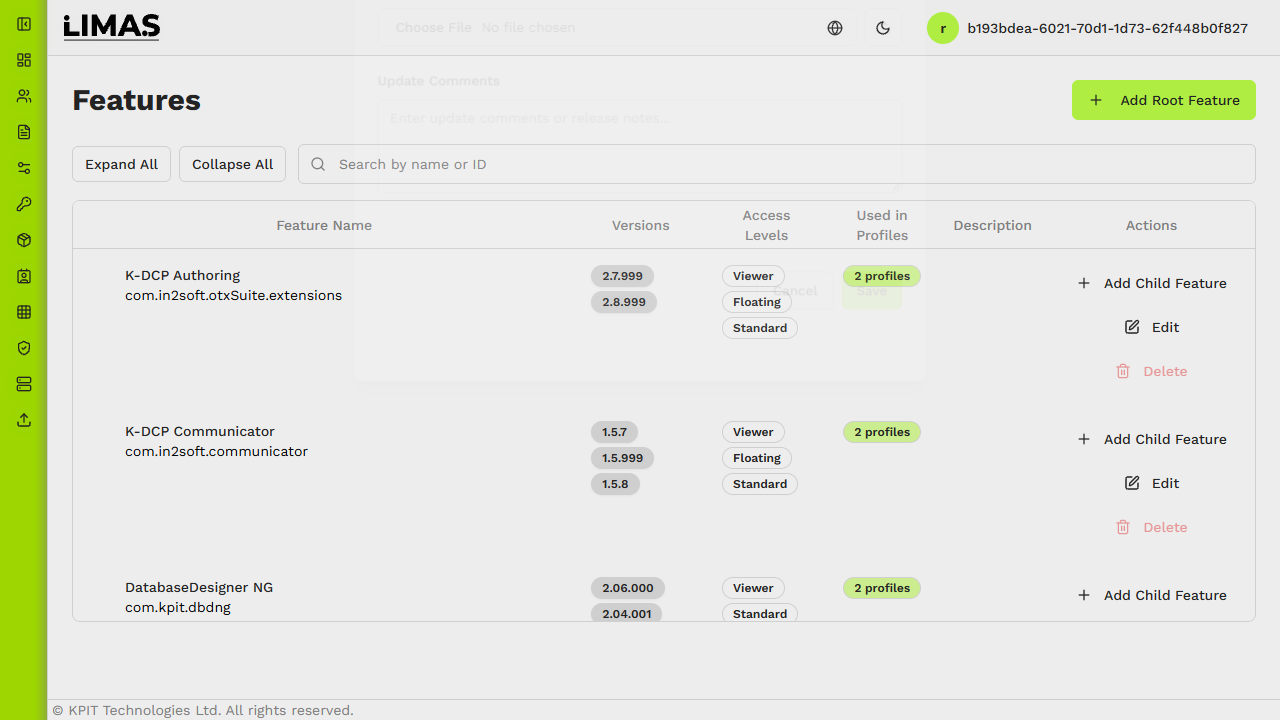 LIMAS
Choose File No file chosen
r
b193bdea-6021-70d1-1d73-62f448b0f827
Update Comments
Features
Add Root Feature
Enter update comments or release notes...
Expand All
Collapse All
Search by name or ID
Feature Name
Versions
Access
Levels
Used in
Profiles
Description
Actions
K-DCP Authoring
com.in2soft.otxSuite.extensions
2.7.999
2.8.999
Viewer
Floating
Standard
2 profiles
Add Child Feature
Edit
Delete
Cancel
Save
K-DCP Communicator
com.in2soft.communicator
1.5.7
1.5.999
1.5.8
Viewer
Floating
Standard
2 profiles
Add Child Feature
Edit
Delete
DatabaseDesigner NG
com.kpit.dbdng
2.06.000
2.04.001
Viewer
Standard
2 profiles
Add Child Feature
© KPIT Technologies Ltd. All rights reserved.